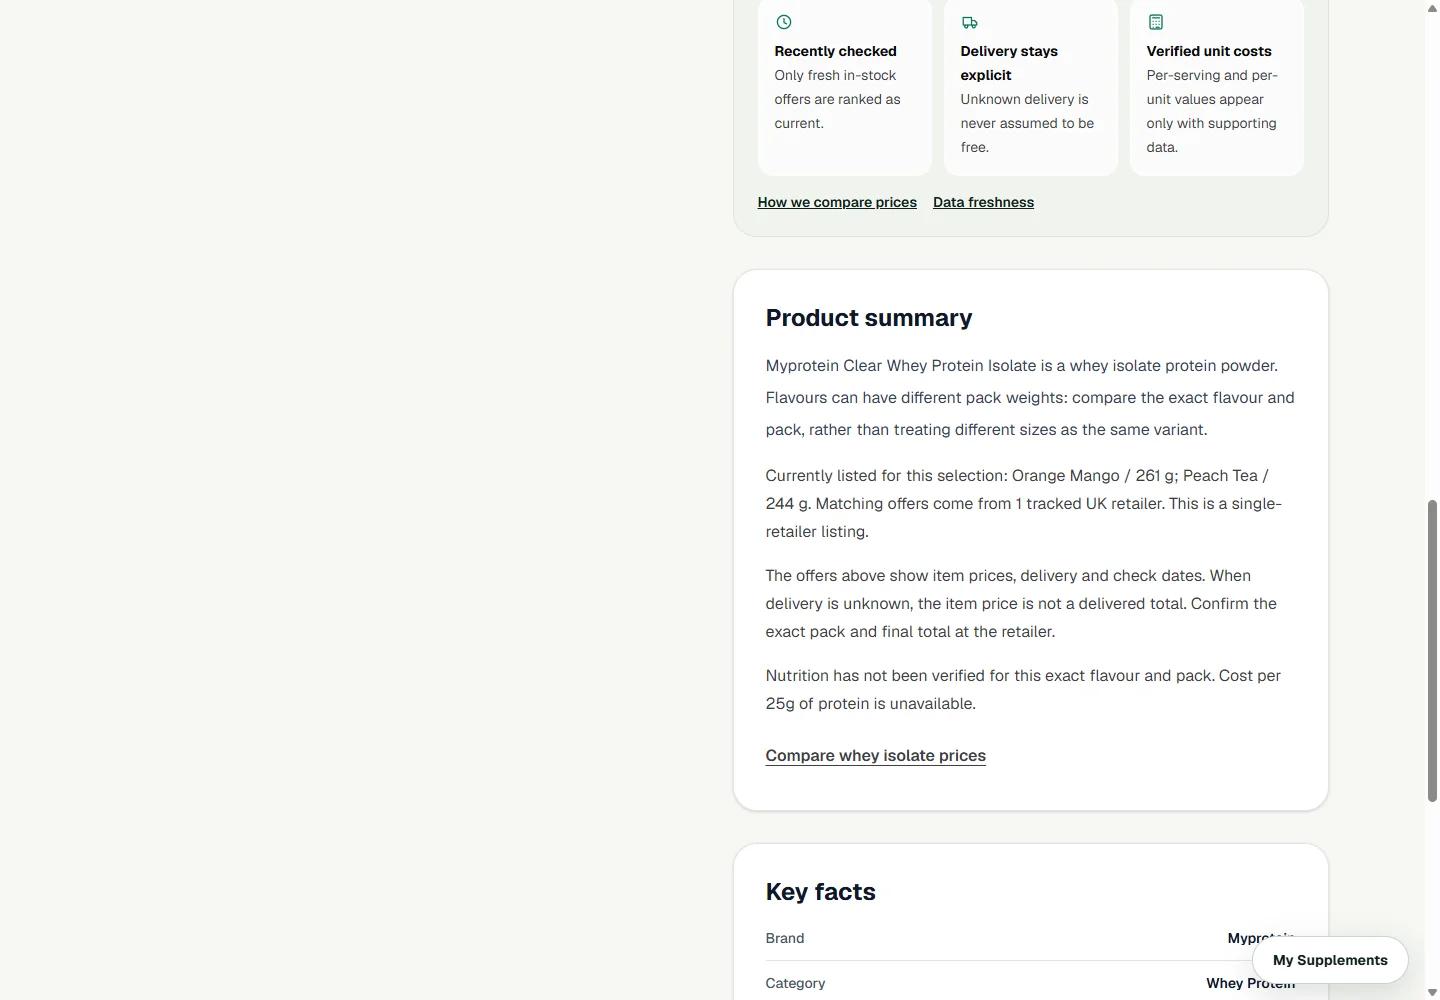 Recently checked
Only fresh in-stock
offers are ranked as
current.
Delivery stays
explicit
Unknown delivery is
never assumed to be
free.
Verified unit costs
Per-serving and per-
unit values appear
only with supporting
data.
How we compare prices Data freshness
Product summary
Myprotein Clear Whey Protein Isolate is a whey isolate protein powder.
Flavours can have different pack weights: compare the exact flavour and
pack, rather than treating different sizes as the same variant.
Currently listed for this selection: Orange Mango / 261 g; Peach Tea /
244 g. Matching offers come from 1 tracked UK retailer. This is a single-
retailer listing.
The offers above show item prices, delivery and check dates. When
delivery is unknown, the item price is not a delivered total. Confirm the
exact pack and final total at the retailer.
Nutrition has not been verified for this exact flavour and pack. Cost per
25g of protein is unavailable.
Compare whey isolate prices
Key facts
Brand Myprotein
My Supplements
Category Whey Protein